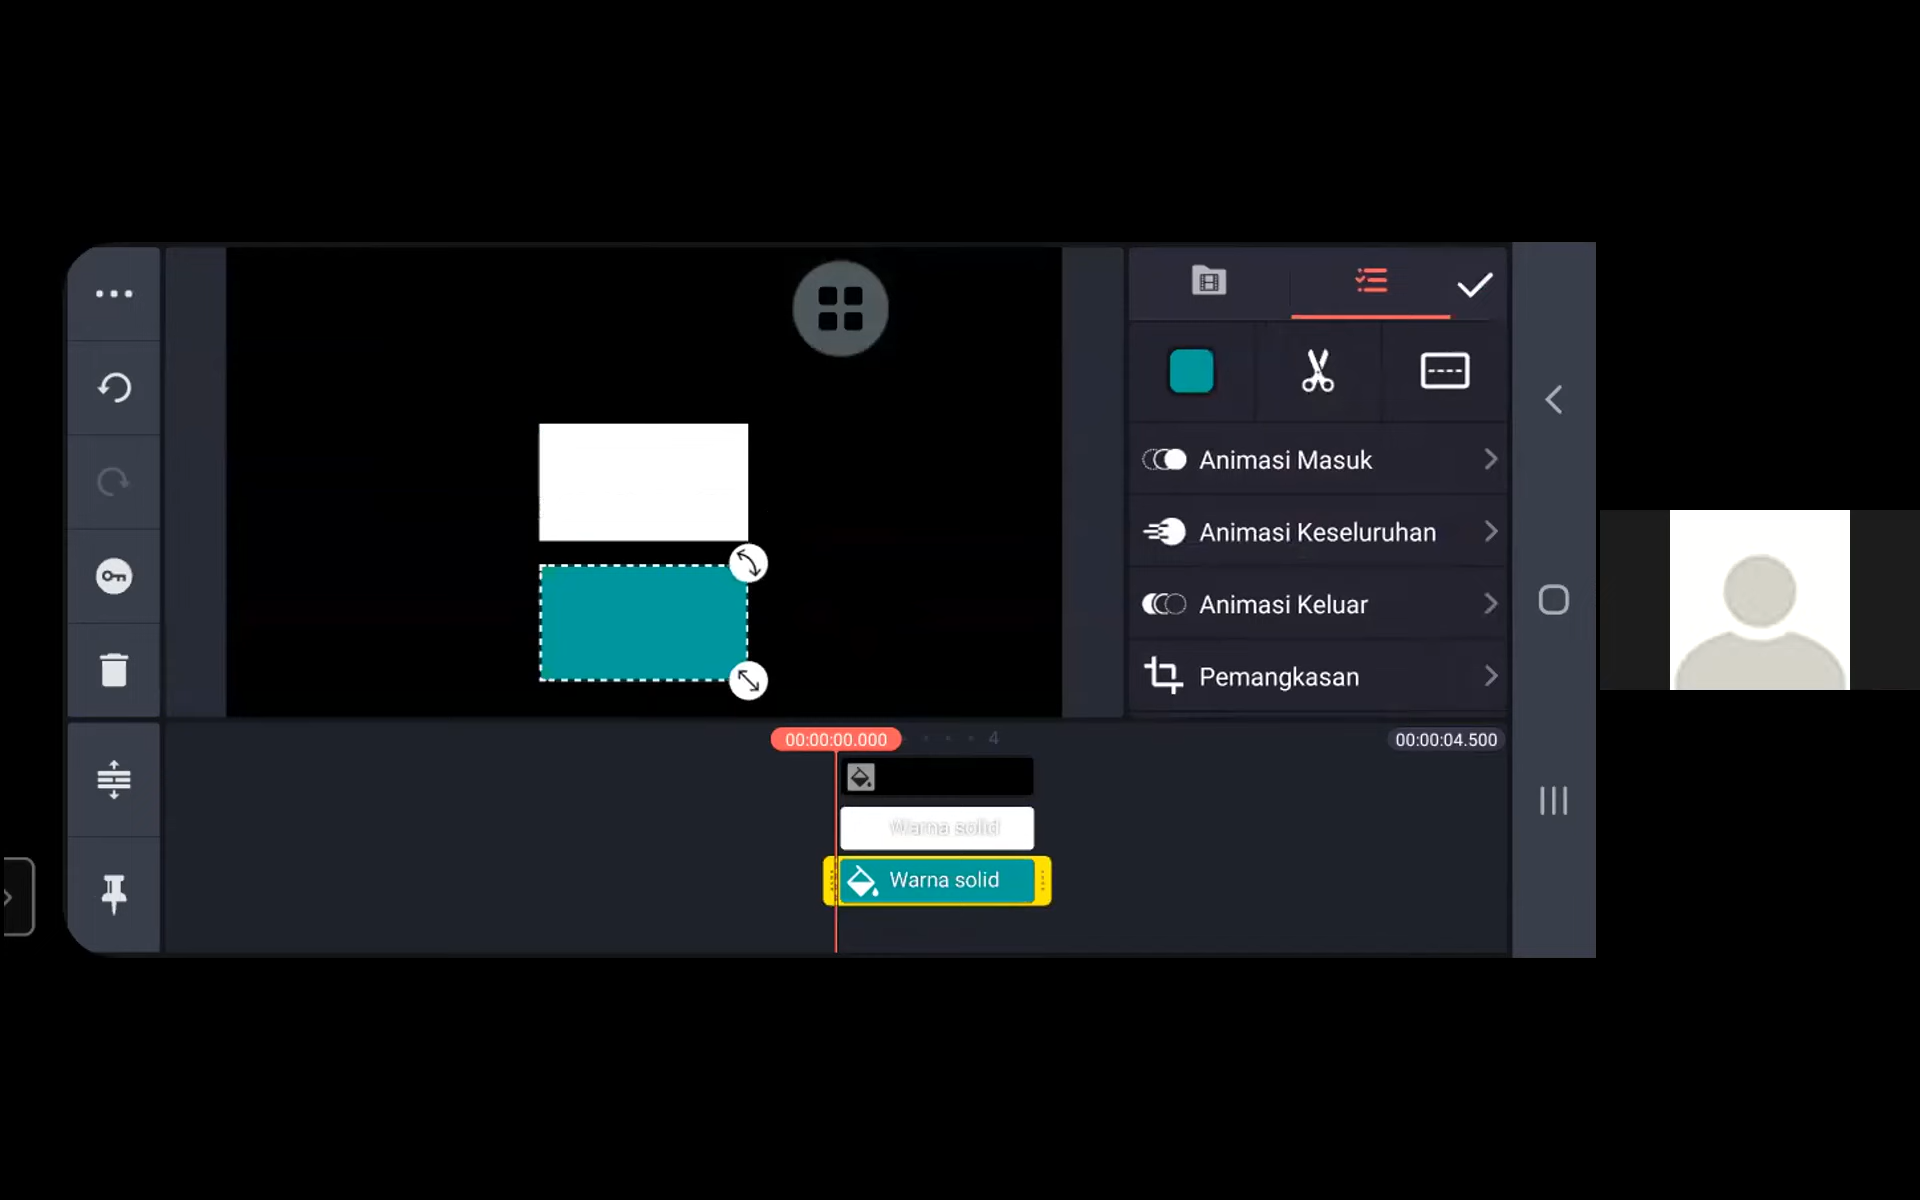 Animasi Masuk
Animasi Keseluruhan
Animasi Keluar
Pemangkasan
00:00:00.000
4
00:00:04.500
Warna solid
Warna solid